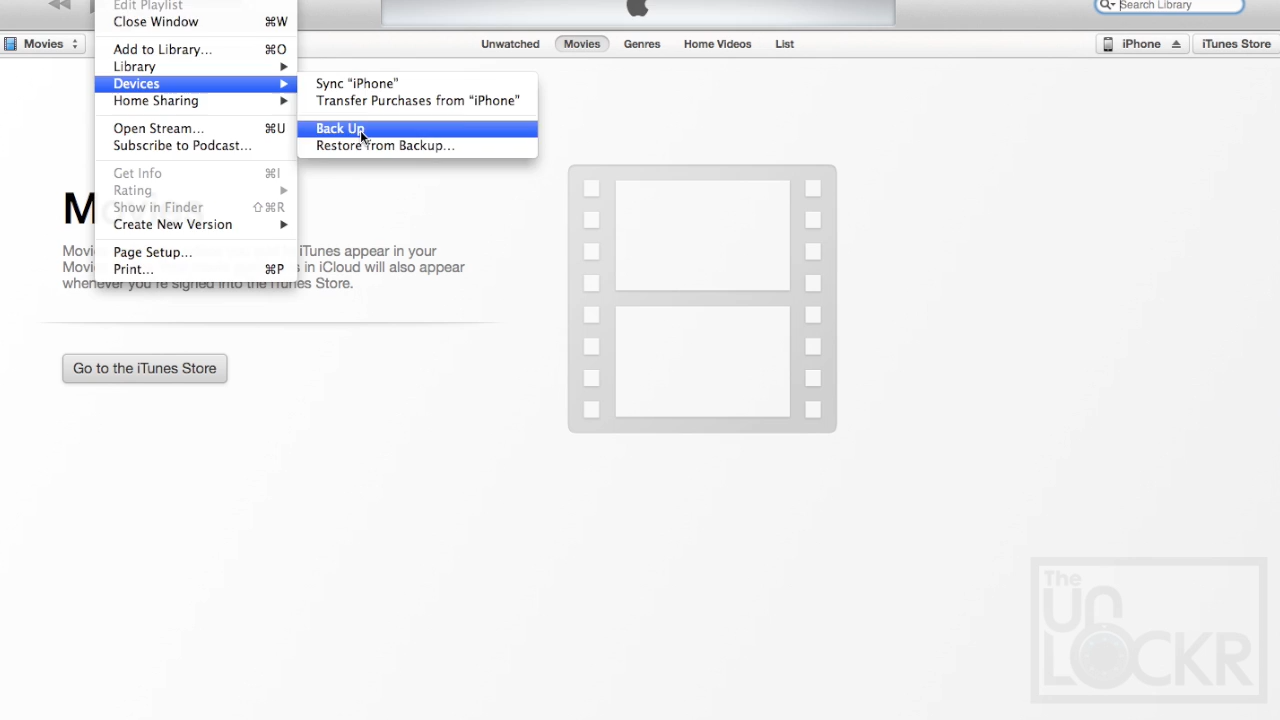 Edit Playlist
Close Window ⌘W
Search Library
Movies
Add to Library... ⌘O
Unwatched Movies Genres Home Videos List
iPhone
iTunes Store
Library
Devices
Home Sharing
Sync “iPhone”
Transfer Purchases from “iPhone”
Open Stream... ⌘U
Subscribe to Podcast...
Back Up
Restore from Backup...
Get Info ⌘I
Rating
Show in Finder ⇧⌘R
Create New Version
Page Setup...
Print... ⌘P
iTunes appear in your
in iCloud will also appear
whenever you're signed into the iTunes Store.
Go to the iTunes Store
The
UNLOCKR